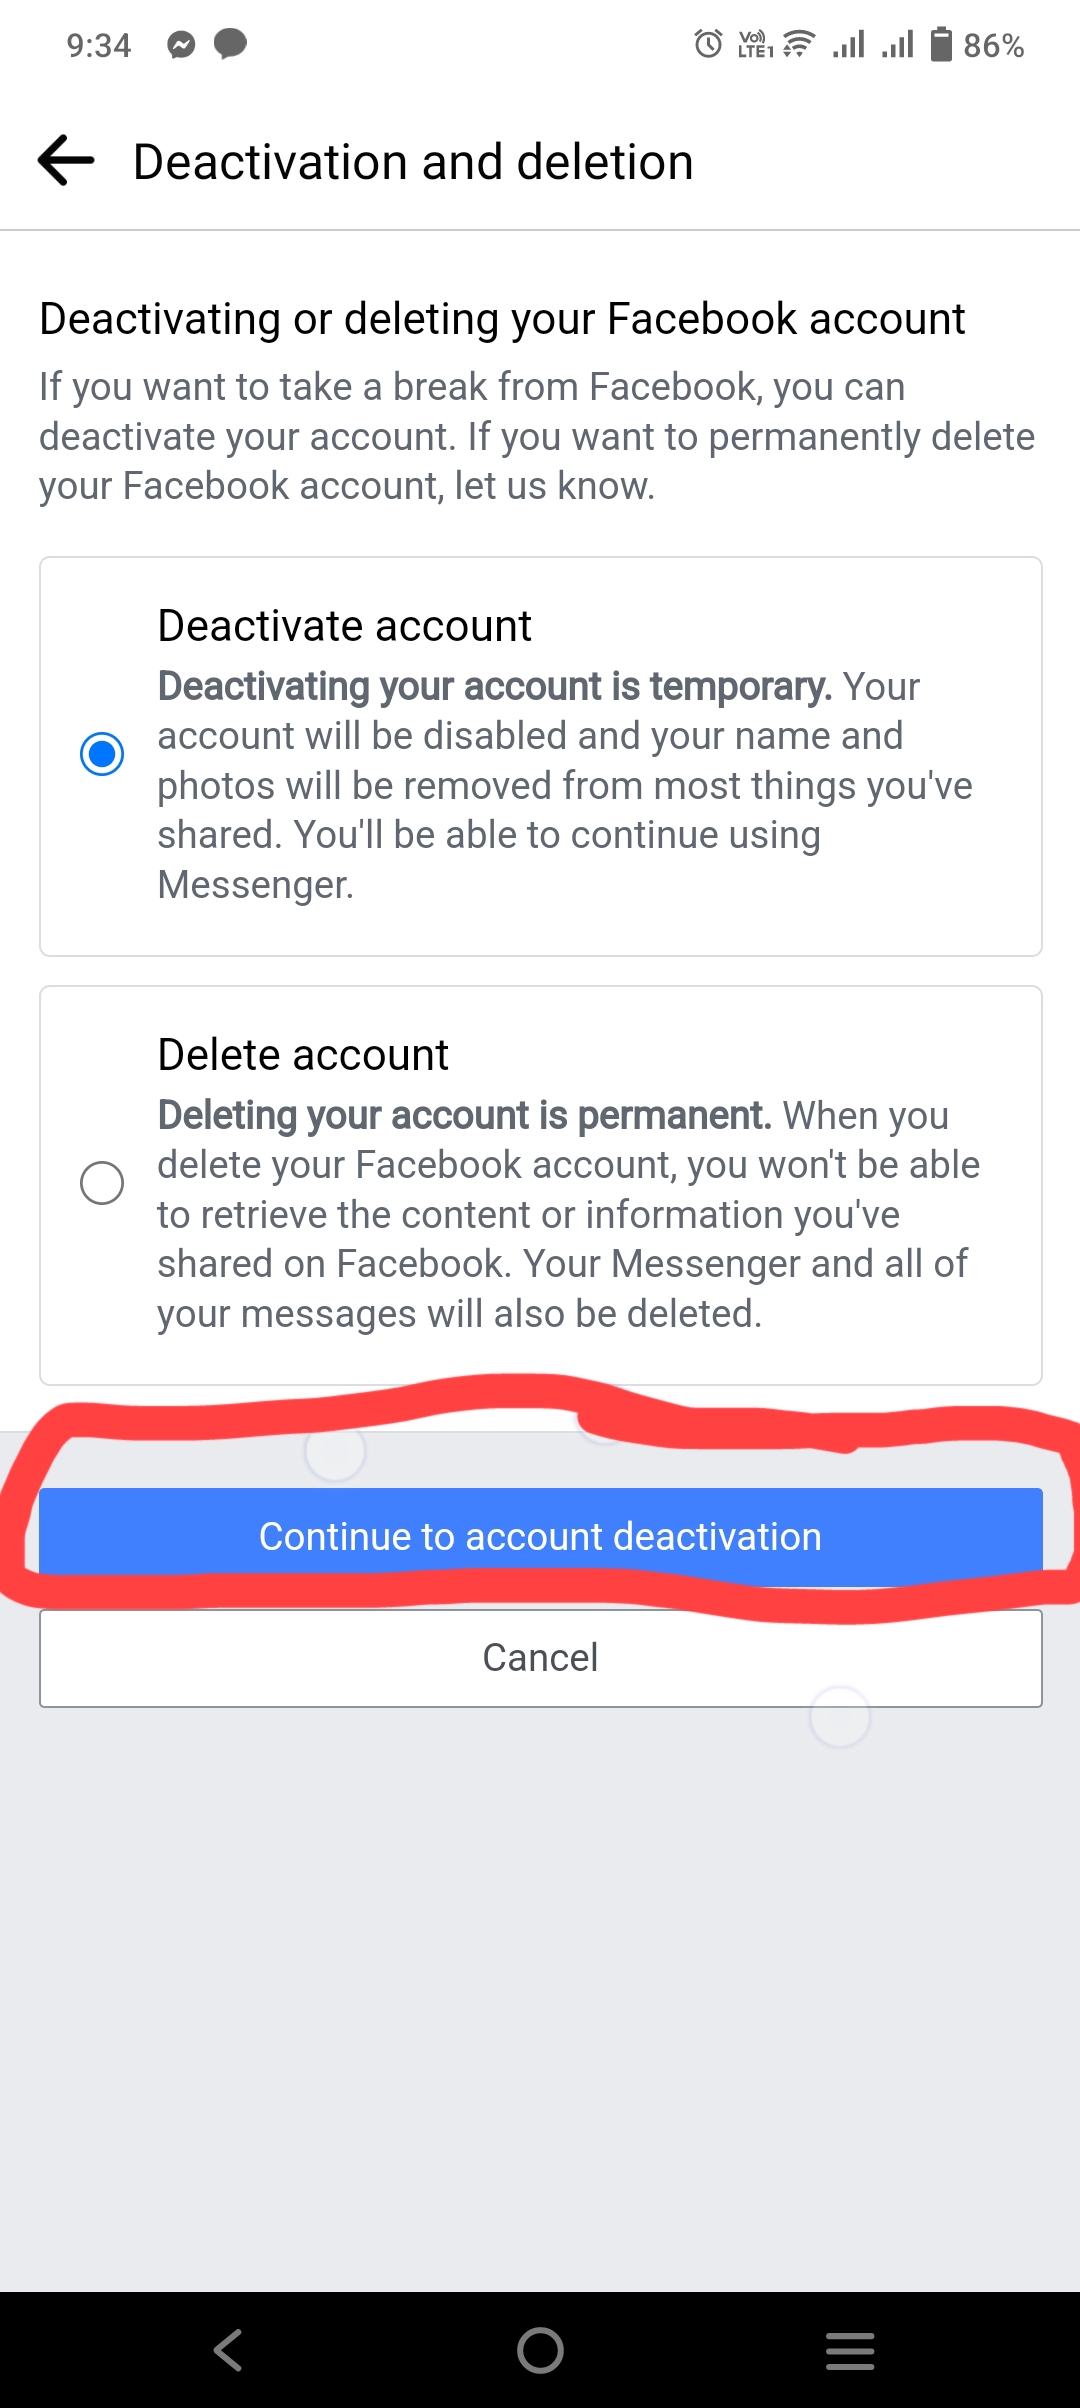 9:34
Vo)) LTE1
86%
Deactivation and deletion
Deactivating or deleting your Facebook account
If you want to take a break from Facebook, you can
deactivate your account. If you want to permanently delete
your Facebook account, let us know.
Deactivate account
Deactivating your account is temporary. Your
account will be disabled and your name and
photos will be removed from most things you've
shared. You'll be able to continue using
Messenger.
Delete account
Deleting your account is permanent. When you
delete your Facebook account, you won't be able
to retrieve the content or information you've
shared on Facebook. Your Messenger and all of
your messages will also be deleted.
Continue to account deactivation
Cancel